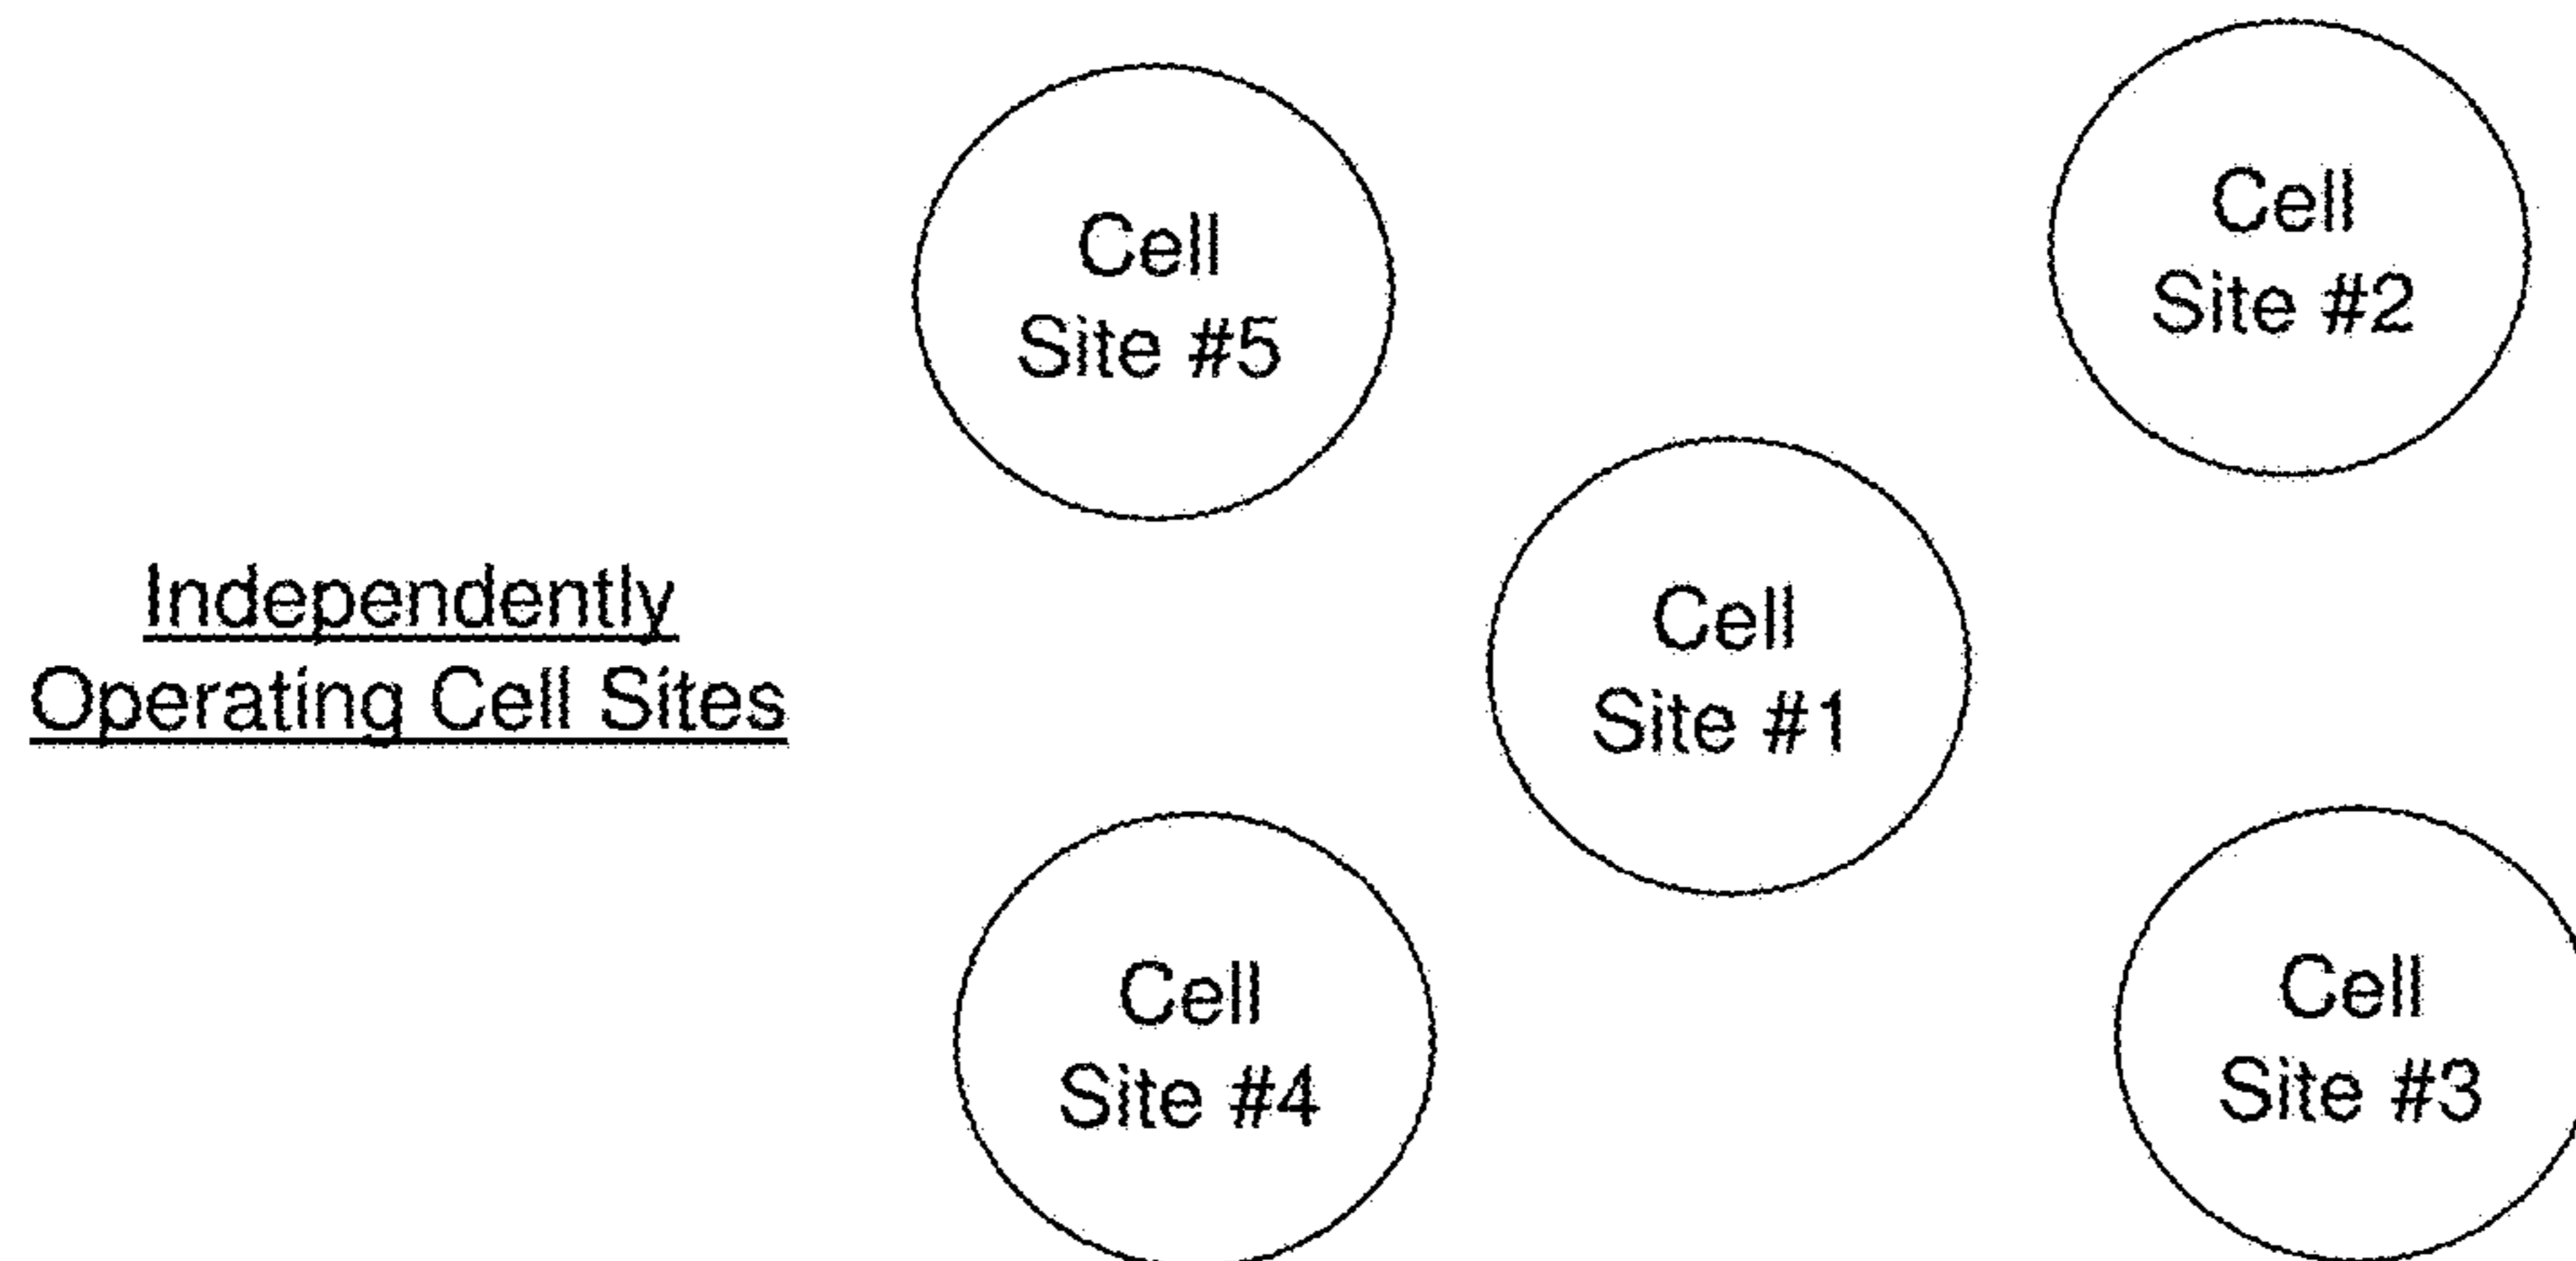 Cell
Site #5
Cell
Site #2
Independently
Operating Cell Sites
Cell
Site #1
Cell
Site #4
Cell
Site #3